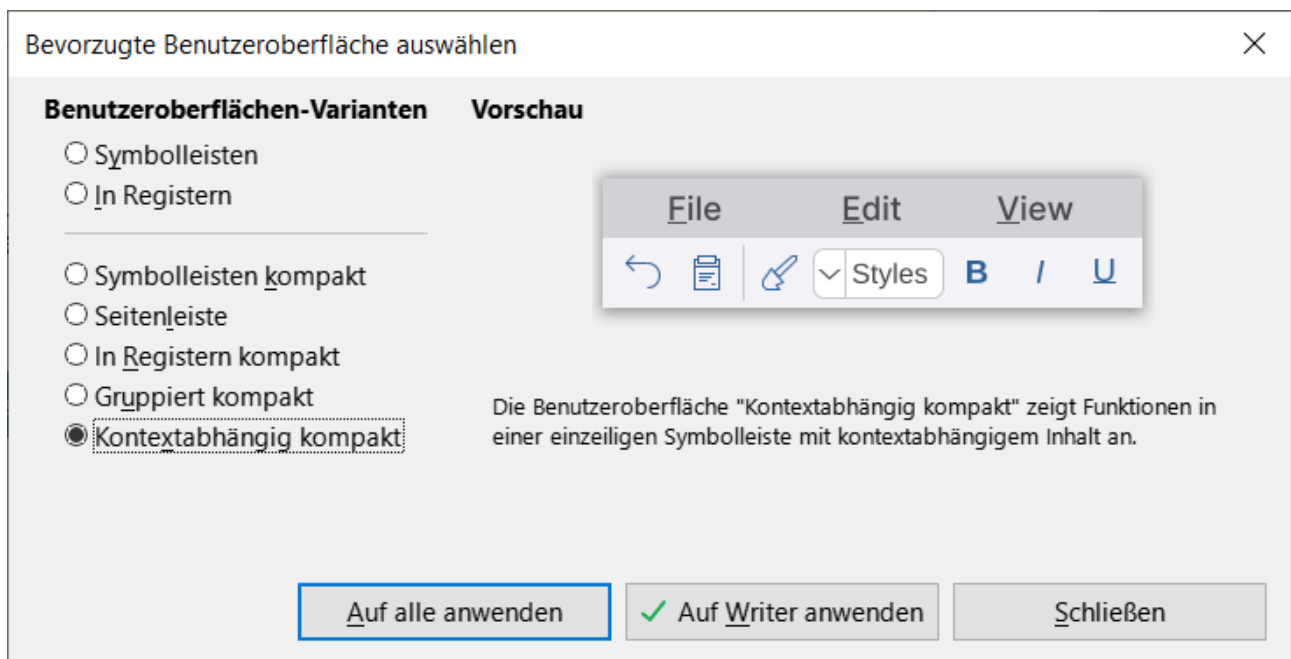 Bevorzugte Benutzeroberfläche auswählen
Benutzeroberflächen-Varianten
Symbolleisten
In Registern
Symbolleisten kompakt
Seitenleiste
In Registern kompakt
Gruppiert kompakt
Kontextabhängig kompakt
Vorschau
File Edit View
Styles B I U
Die Benutzeroberfläche "Kontextabhängig kompakt" zeigt Funktionen in
einer einzeiligen Symbolleiste mit kontextabhängigem Inhalt an.
Auf alle anwenden
Auf Writer anwenden
Schließen